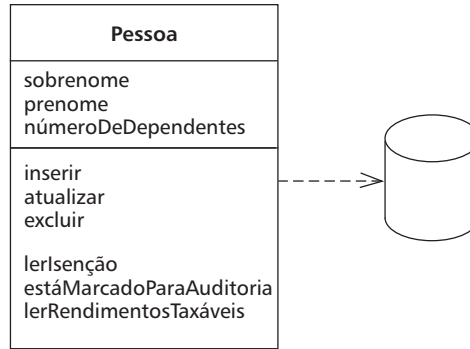 Pessoa
sobrenome
prenome
númeroDeDependentes
inserir
atualizar
excluir
lerIsenção
estáMarcadoParaAuditoria
lerRendimentosTaxáveis